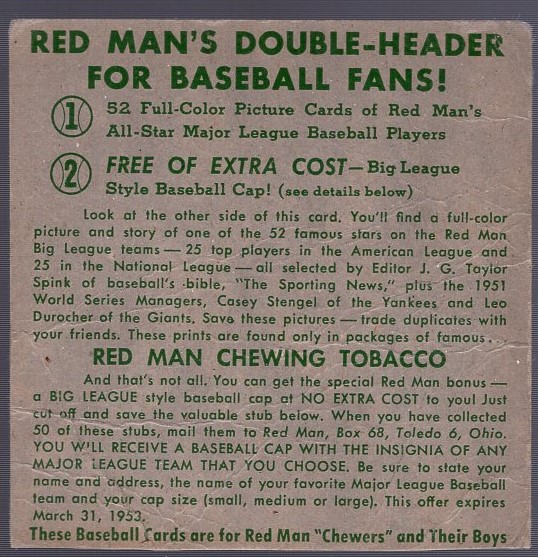 RED MAN'S DOUBLE-HEADER
FOR BASEBALL FANS!
1 52 Full-Color Picture Cards of Red Man's
All-Star Major League Baseball Players
2 FREE OF EXTRA COST—Big League
Style Baseball Cap! (see details below)
Look at the other side of this card. You'll find a full-color
picture and story of one of the 52 famous stars on the Red Man
Big League teams — 25 top players in the American League and
25 in the National League — all selected by Editor J. G. Taylor
Spink of baseball's bible, "The Sporting News," plus the 1951
World Series Managers, Casey Stengel of the Yankees and Leo
Durocher of the Giants. Save these pictures — trade duplicates with
your friends. These prints are found only in packages of famous...
RED MAN CHEWING TOBACCO
And that's not all. You can get the special Red Man bonus —
a BIG LEAGUE style baseball cap at NO EXTRA COST to you! Just
cut off and save the valuable stub below. When you have collected
50 of these stubs, mail them to Red Man, Box 68, Toledo 6, Ohio.
YOU WILL RECEIVE A BASEBALL CAP WITH THE INSIGNIA OF ANY
MAJOR LEAGUE TEAM THAT YOU CHOOSE. Be sure to state your
name and address, the name of your favorite Major League Baseball
team and your cap size (small, medium or large). This offer expires
March 31, 1953.
These Baseball Cards are for Red Man "Chewers" and Their Boys